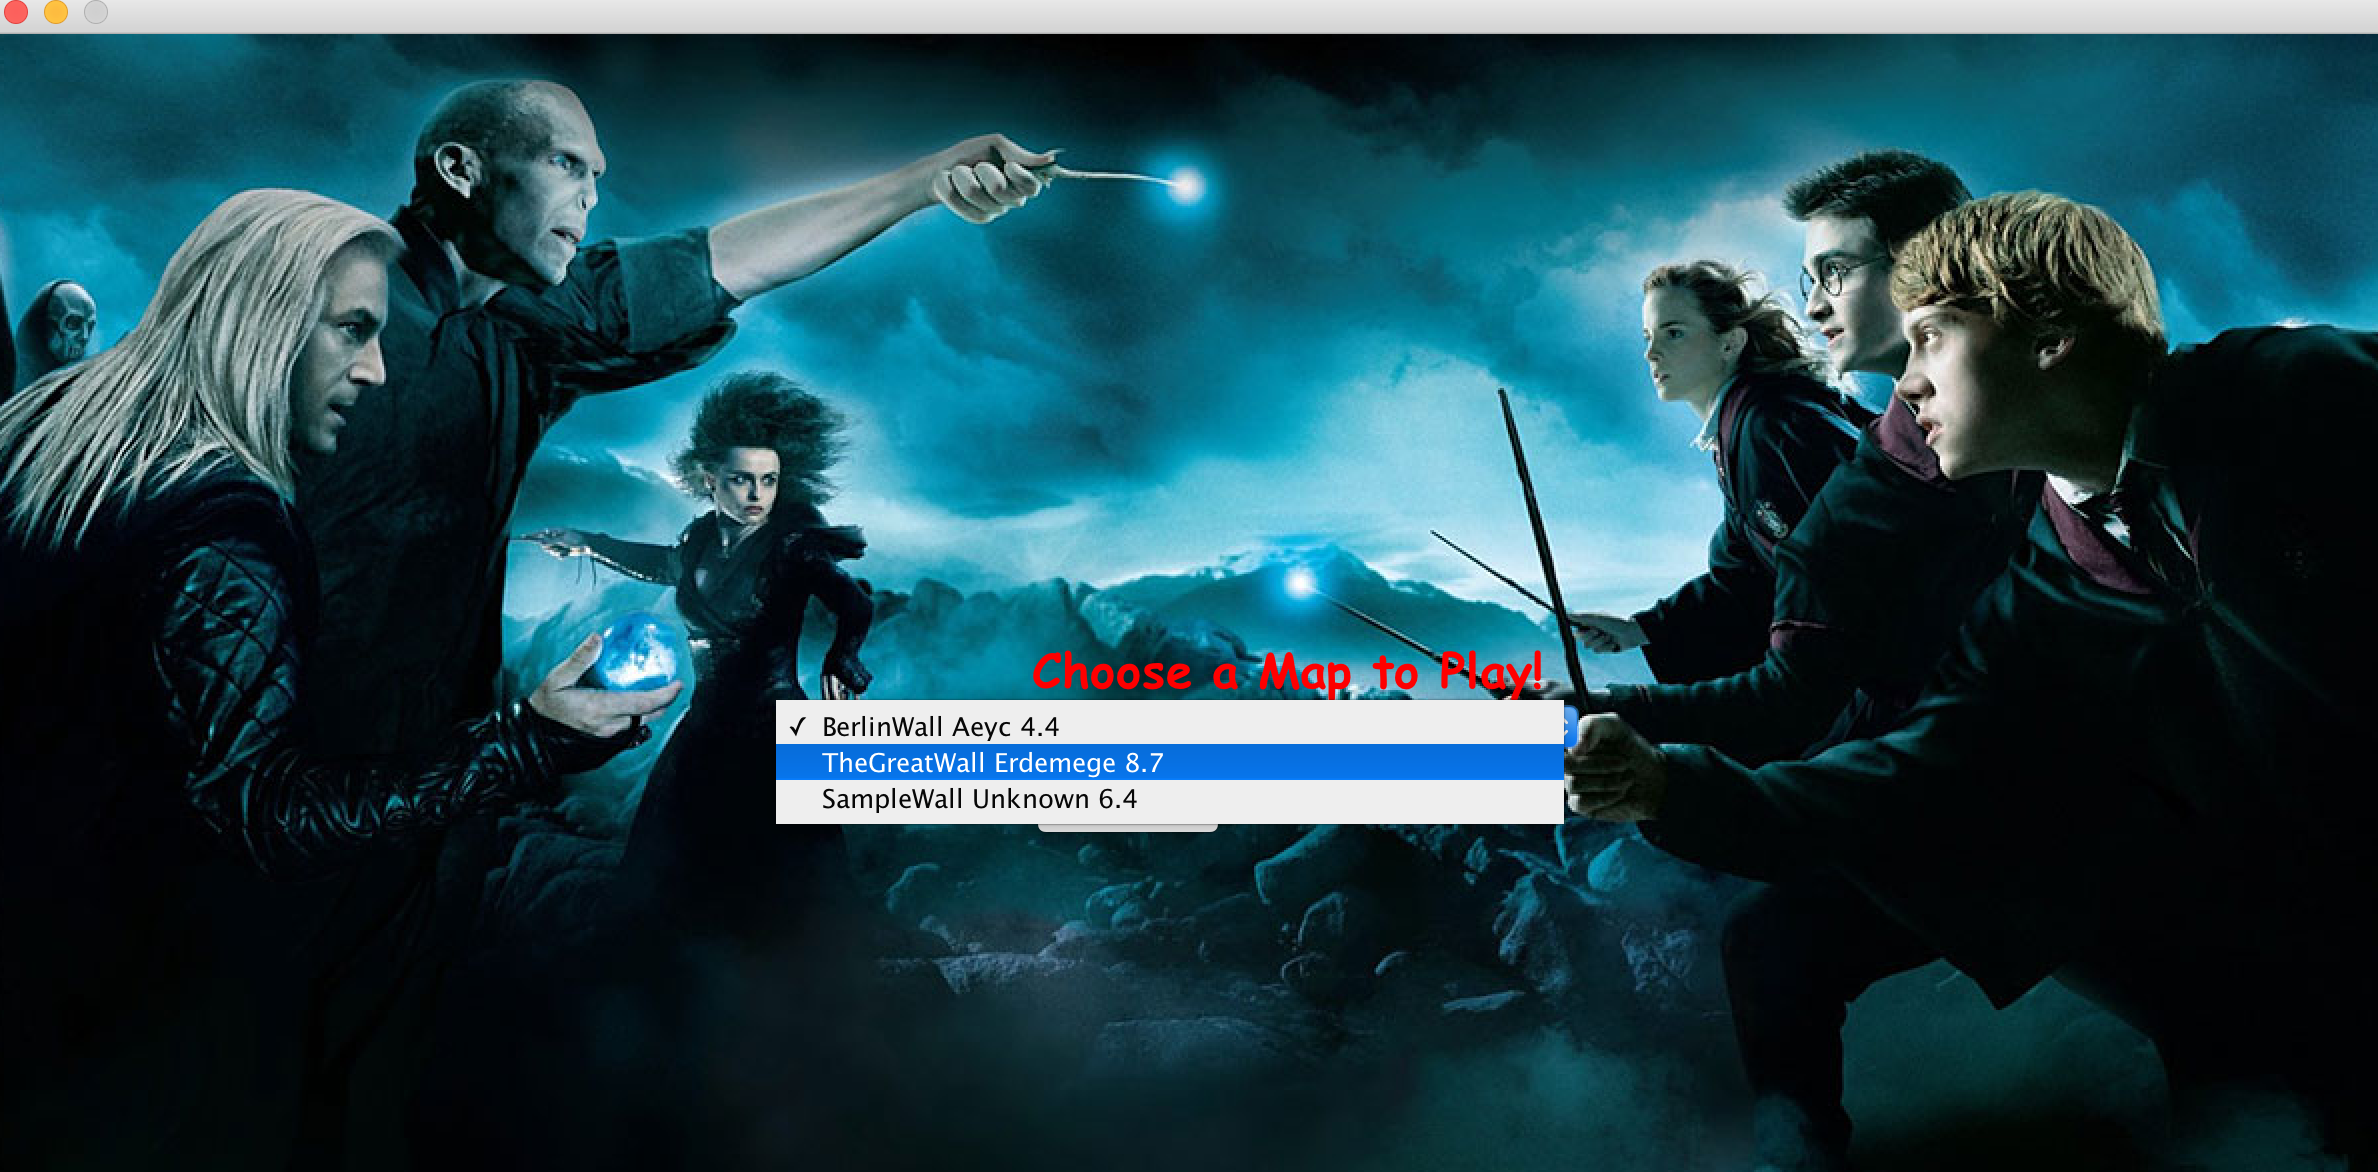 Choose a Map to Play!
✓ BerlinWall Aeyc 4.4
TheGreatWall Erdemege 8.7
SampleWall Unknown 6.4